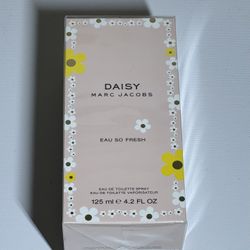 DAISY
MARC JACOBS
EAU SO FRESH
EAU DE TOILETTE SPRAY
EAU DE TOILETTE VAPORISATEUR
125 ml ℮ 4.2 FL OZ